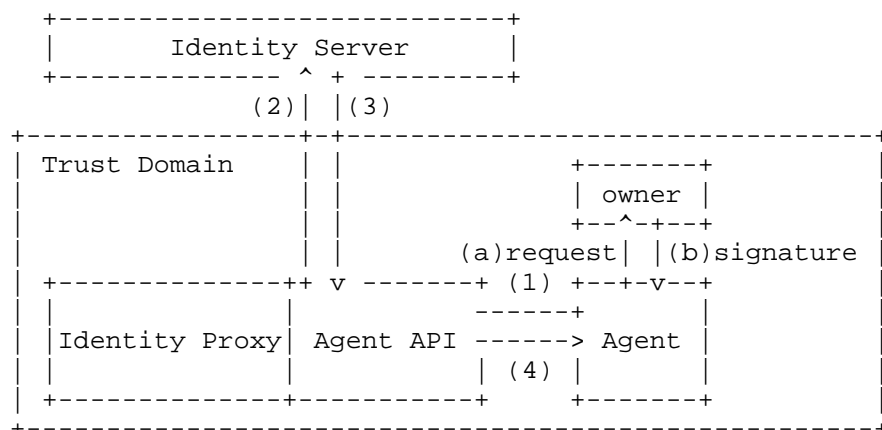 Identity Server
(2) (3)
Trust Domain
owner
(a)request (b)signature
(1)
Identity Proxy Agent API Agent
(4)